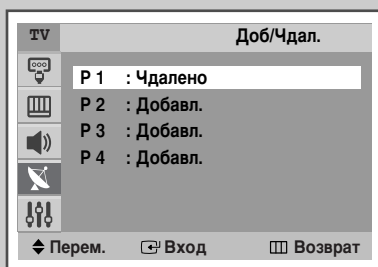 TV Доб/Чдал.
P 1 : Чдалено
P 2 : Добавл.
P 3 : Добавл.
P 4 : Добавл.
Перем. Вход Возврат